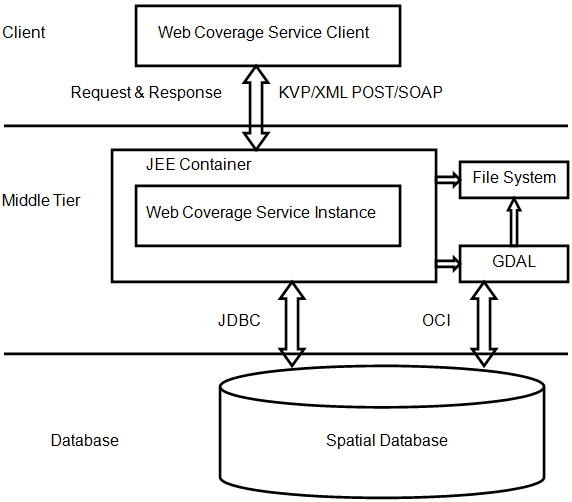 Client
Web Coverage Service Client
Request & Response
KVP/XML POST/SOAP
JEE Container
File System
Middle Tier
Web Coverage Service Instance
GDAL
JDBC
OCI
Database
Spatial Database